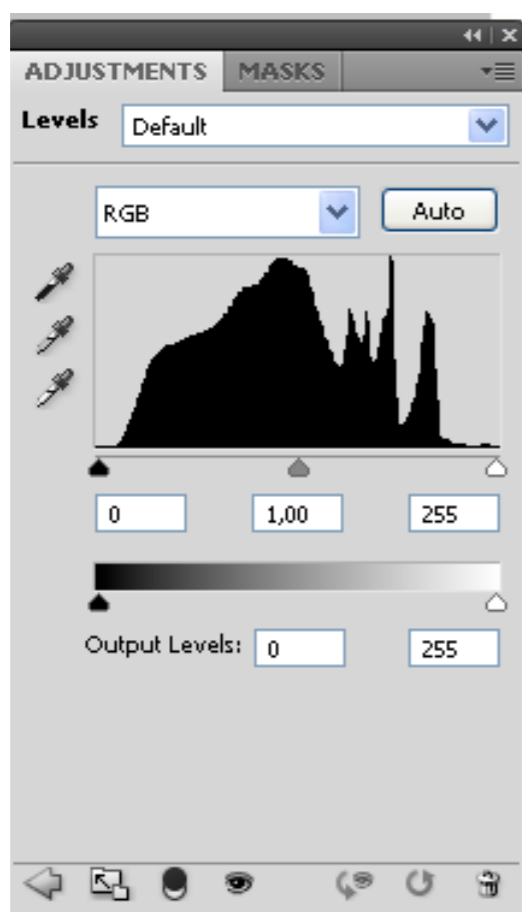 ADJUSTMENTS MASKS
Levels Default
RGB Auto
0 1,00 255
Output Levels: 0 255